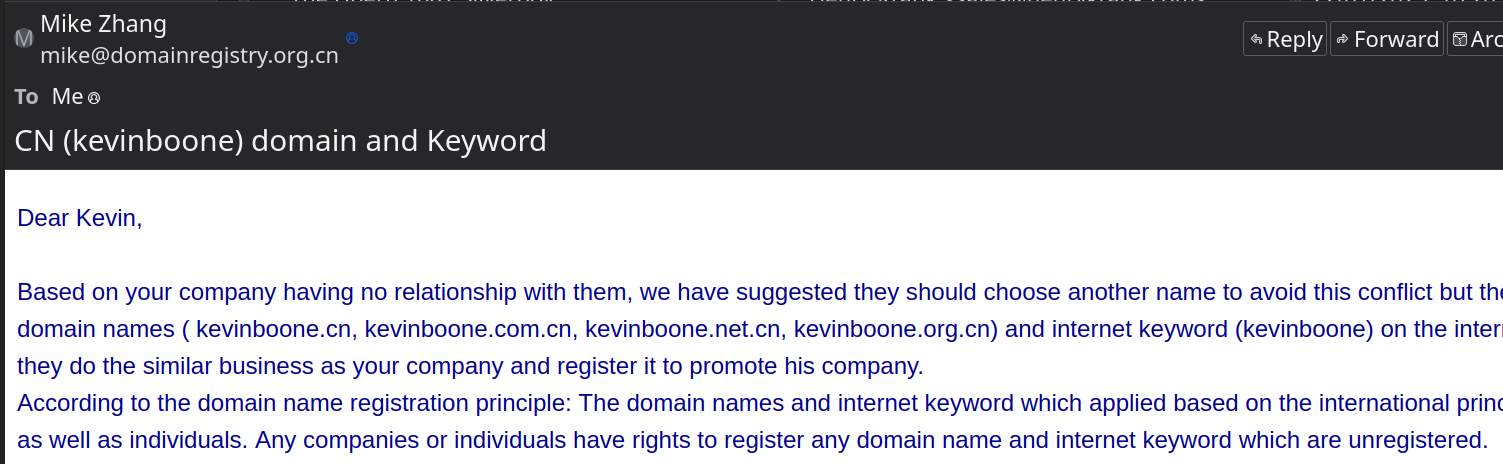 Mike Zhang
M
mike@domainregistry.org.cn
Reply
Forward
Arc
To Me
CN (kevinboone) domain and Keyword
Dear Kevin,
Based on your company having no relationship with them, we have suggested they should choose another name to avoid this conflict but the
domain names ( kevinboone.cn, kevinboone.com.cn, kevinboone.net.cn, kevinboone.org.cn) and internet keyword (kevinboone) on the inter
they do the similar business as your company and register it to promote his company.
According to the domain name registration principle: The domain names and internet keyword which applied based on the international princ
as well as individuals. Any companies or individuals have rights to register any domain name and internet keyword which are unregistered.